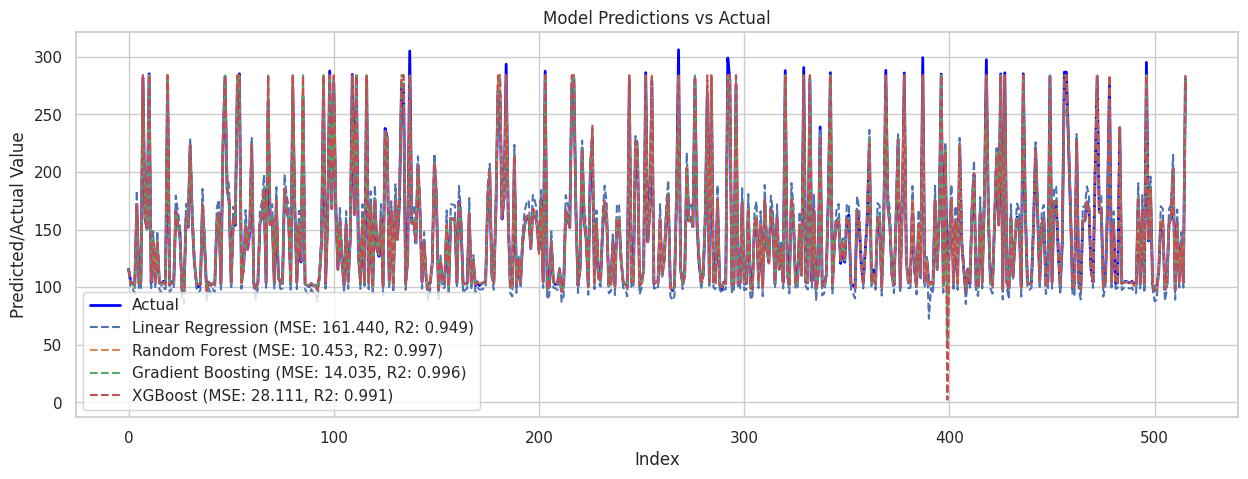 Model Predictions vs Actual
Predicted/Actual Value
300
250
200
150
100
50
0
Actual
Linear Regression (MSE: 161.440, R2: 0.949)
Random Forest (MSE: 10.453, R2: 0.997)
Gradient Boosting (MSE: 14.035, R2: 0.996)
XGBoost (MSE: 28.111, R2: 0.991)
0 100 200 300 400 500
Index